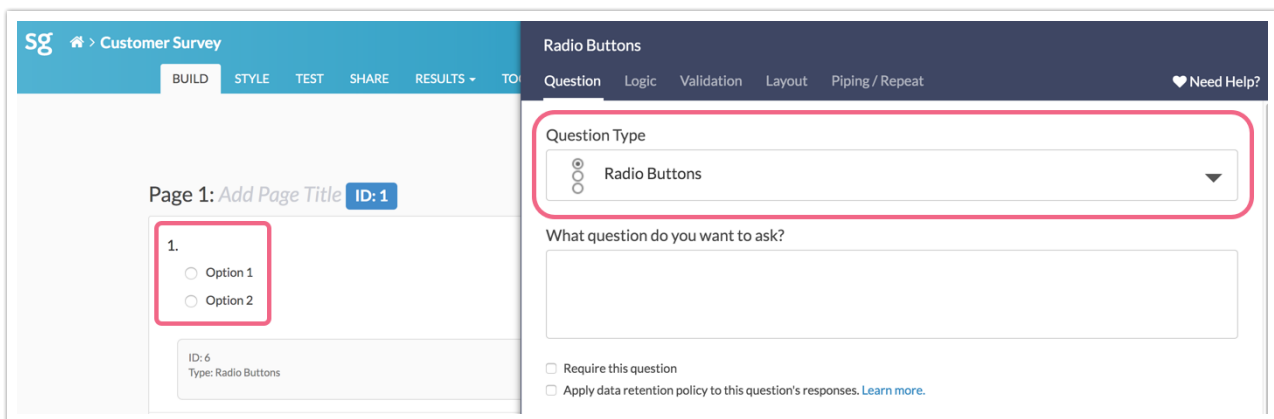 sg > Customer Survey
BUILD STYLE TEST SHARE RESULTS
Page 1: Add Page Title ID: 1
1.
Option 1
Option 2
ID: 6
Type: Radio Buttons
Radio Buttons
Question Logic Validation Layout Piping / Repeat Need Help?
Question Type
Radio Buttons
What question do you want to ask?
Require this question
Apply data retention policy to this question's responses. Learn more.